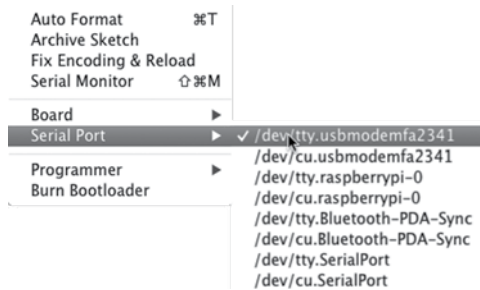 Auto Format ⌘T
Archive Sketch
Fix Encoding & Reload
Serial Monitor ⇧⌘M
Board ▶
Serial Port ▶
Programmer ▶
Burn Bootloader
✓ /dev/tty.usbmodemfa2341
/dev/cu.usbmodemfa2341
/dev/tty.raspberrypi-0
/dev/cu.raspberrypi-0
/dev/tty.Bluetooth-PDA-Sync
/dev/cu.Bluetooth-PDA-Sync
/dev/tty.SerialPort
/dev/cu.SerialPort